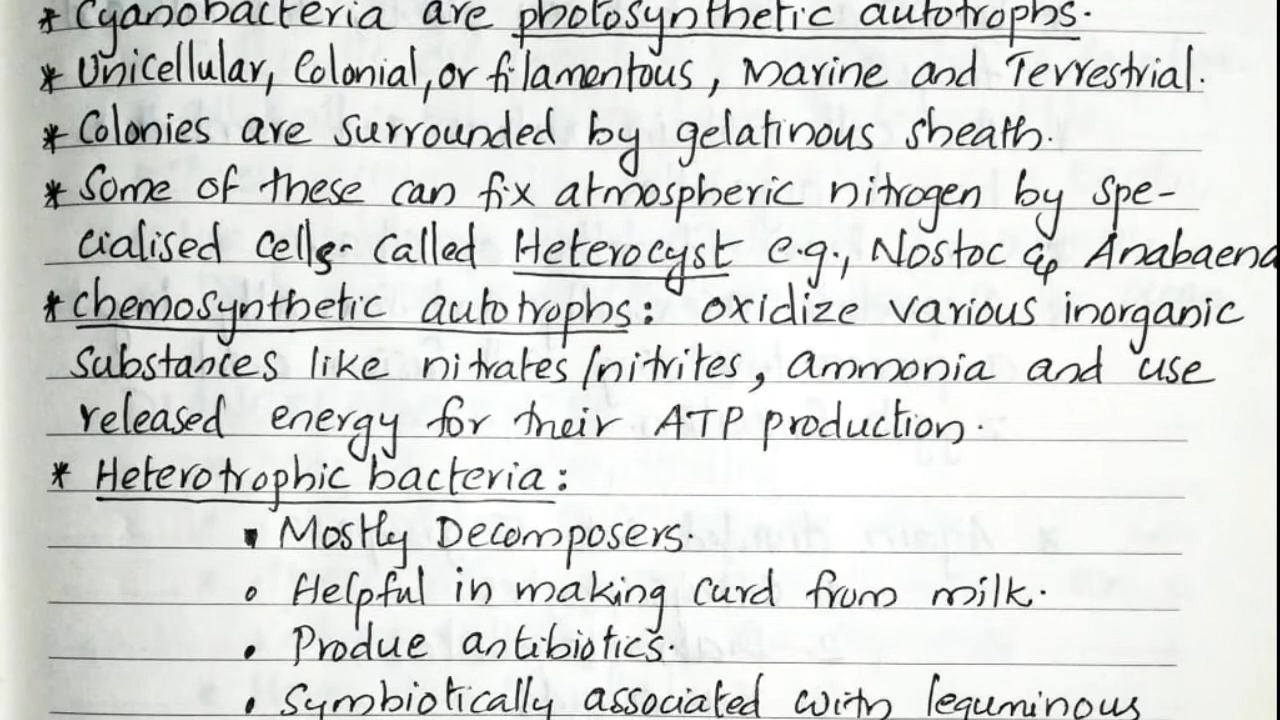 * Cyanobacteria are photosynthetic autotrophs.
* Unicellular, Colonial, or filamentous, Marine and Terrestrial.
* Colonies are surrounded by gelatinous sheath.
* Some of these can fix atmospheric nitrogen by spe-
cialised cells called Heterocyst e.g., Nostoc & Anabaena
* Chemosynthetic autotrophs: oxidize various inorganic
substances like nitrates/nitrites, ammonia and use
released energy for their ATP production.
* Heterotrophic bacteria:
▪ Mostly Decomposers.
∘ Helpful in making curd from milk.
• Produe antibiotics.
• Symbiotically associated with leguminous